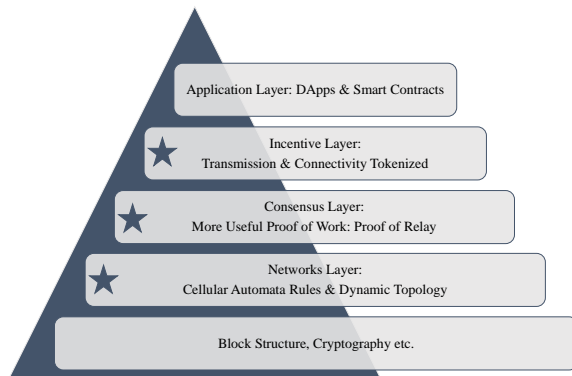 Application Layer: DApps & Smart Contracts
Incentive Layer:
Transmission & Connectivity Tokenized
Consensus Layer:
More Useful Proof of Work: Proof of Relay
Networks Layer:
Cellular Automata Rules & Dynamic Topology
Block Structure, Cryptography etc.